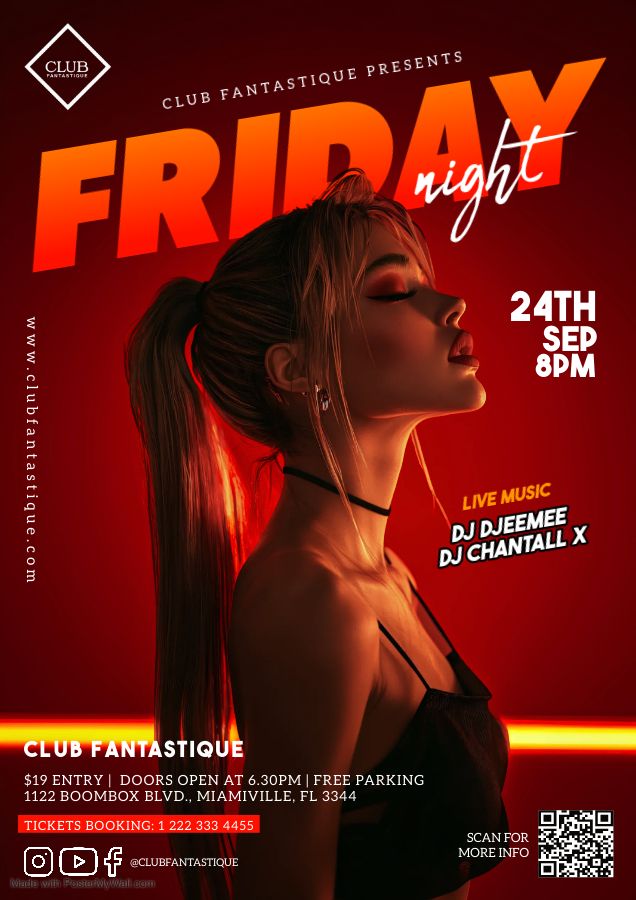 CLUB
FANTASTIQUE
CLUB FANTASTIQUE PRESENTS
FRIDAY
night
24TH
SEP
8PM
www.clubfantastique.com
LIVE MUSIC
DJ DJEEMEE
DJ CHANTALL X
CLUB FANTASTIQUE
$19 ENTRY | DOORS OPEN AT 6.30PM | FREE PARKING
1122 BOOMBOX BLVD., MIAMIVILLE, FL 3344
TICKETS BOOKING: 1 222 333 4455
@CLUBFANTASTIQUE
SCAN FOR
MORE INFO
Made with PosterMyWall.com